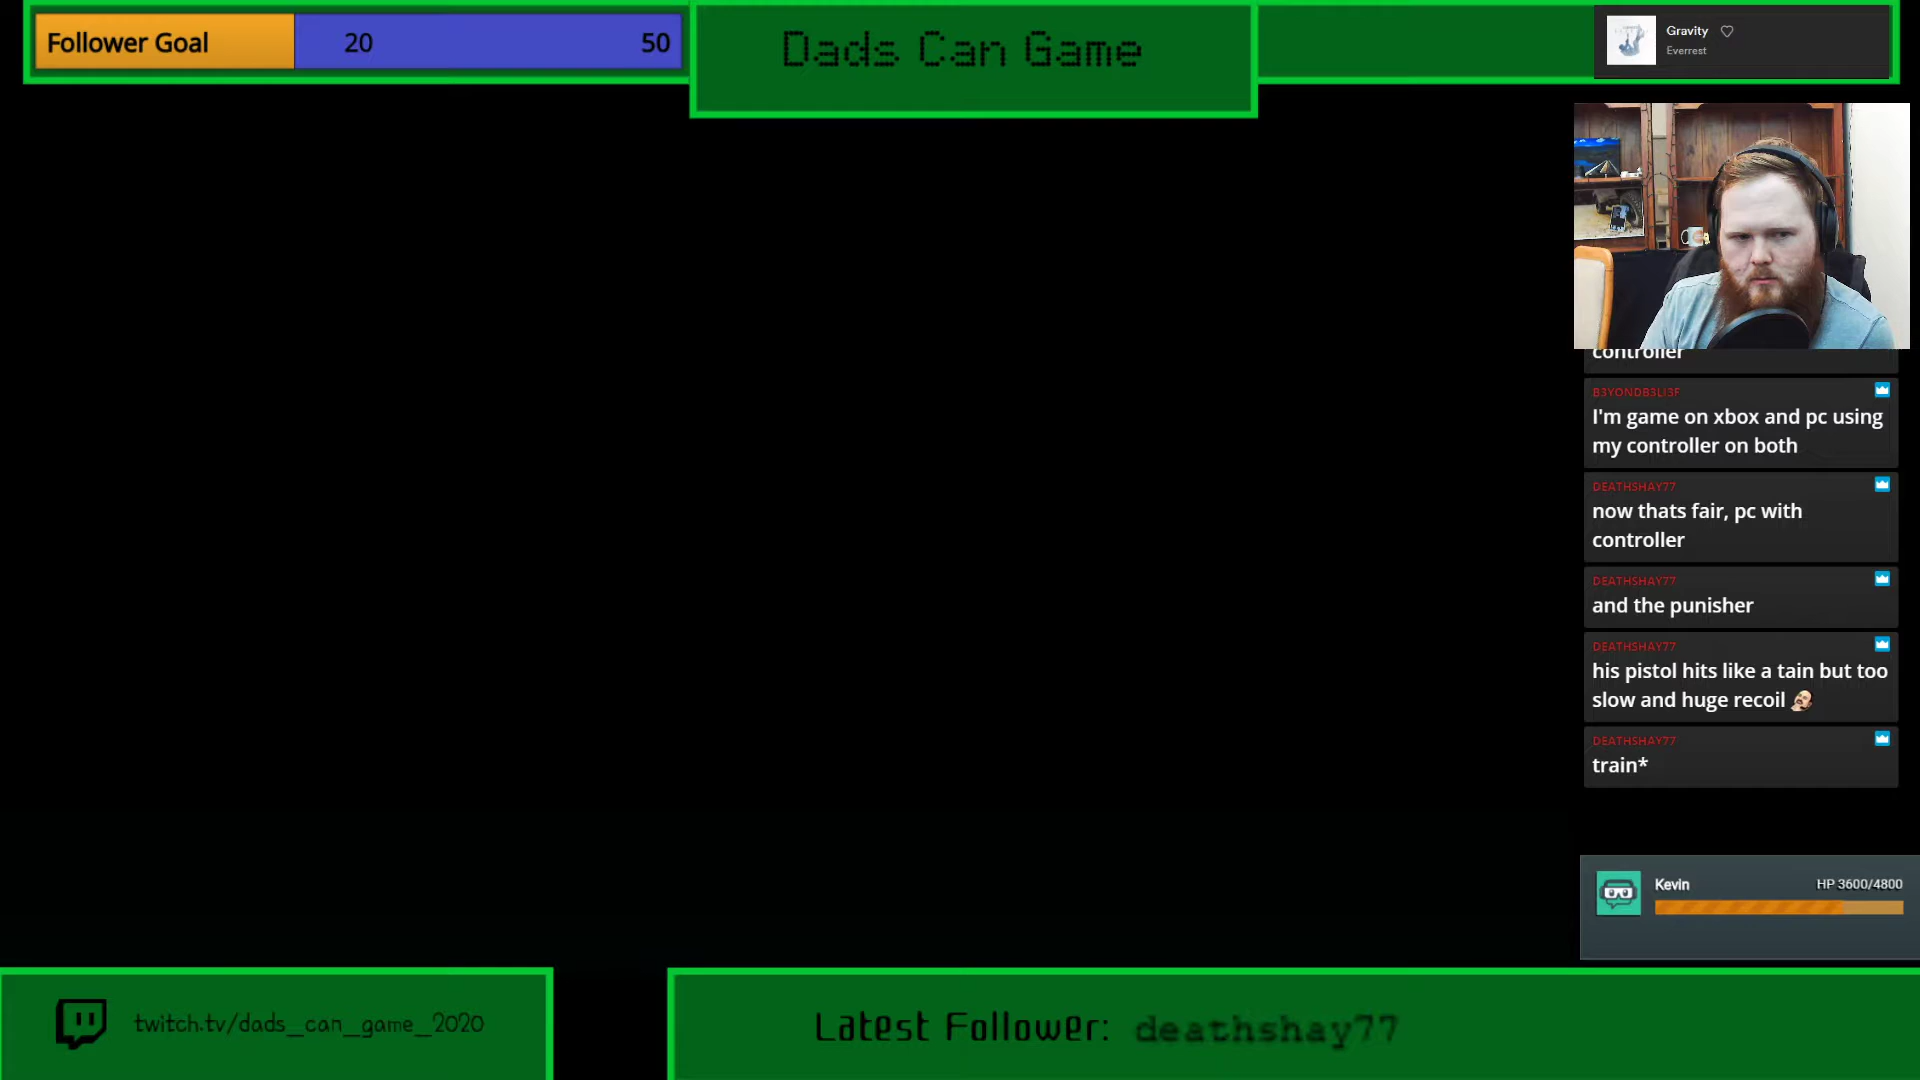 Follower Goal 20 50
Dads Can Game
Gravity
Everrest
controller
B3YONDB3LI3F
I'm game on xbox and pc using
my controller on both
DEATHSHAY77
now thats fair, pc with
controller
DEATHSHAY77
and the punisher
DEATHSHAY77
his pistol hits like a tain but too
slow and huge recoil
DEATHSHAY77
train*
Kevin HP 3600/4800
twitch.tv/dads_can_game_2020
Latest Follower: deathshay77